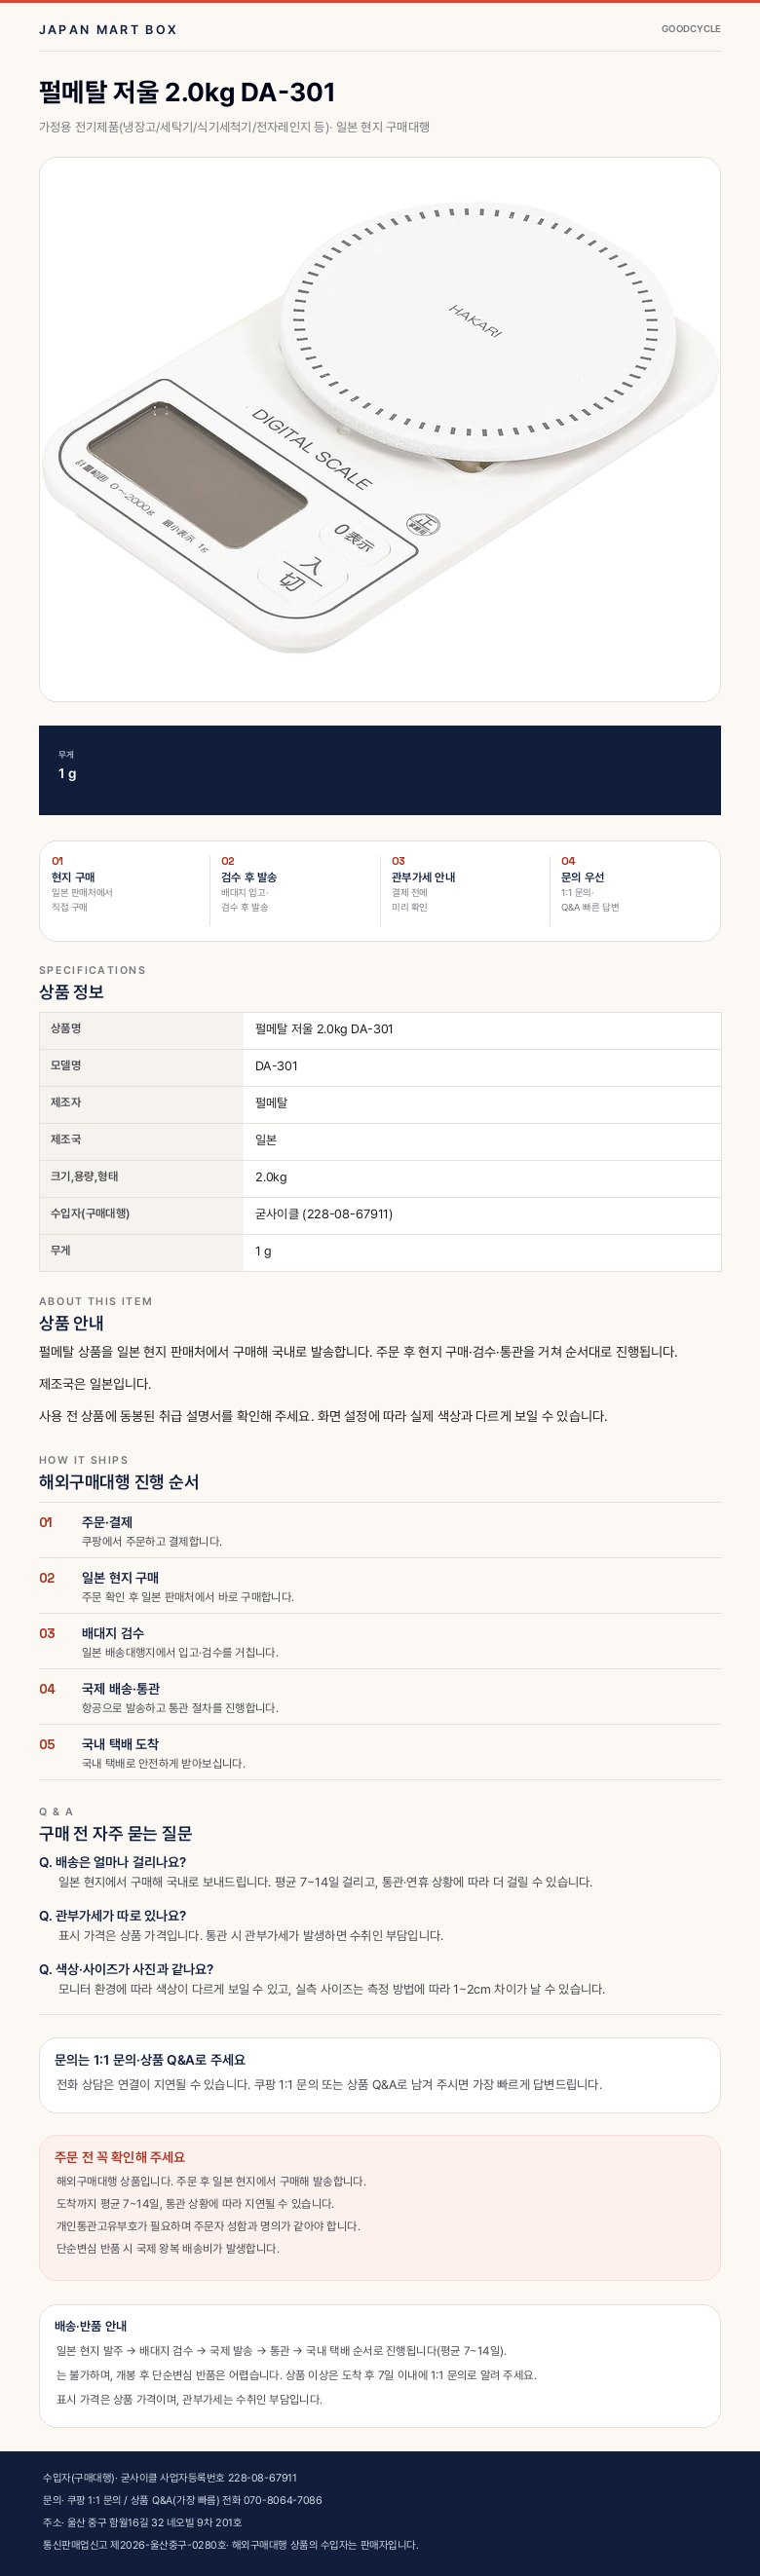 JAPAN MART BOX
GOODCYCLE
펄메탈 저울 2.0kg DA-301
가정용 전기제품(냉장고/세탁기/식기세척기/전자레인지 등)· 일본 현지 구매대행
HAKARI
DIGITAL SCALE
計量範囲 0～2000g 最小表示 1g
0表示
正
入
切
무게
1 g
01
현지 구매
일본 판매처에서
직접 구매
02
검수 후 발송
배대지 입고·
검수 후 발송
03
관부가세 안내
결제 전에
미리 확인
04
문의 우선
1:1 문의·
Q&A 빠른 답변
SPECIFICATIONS
상품 정보
상품명 펄메탈 저울 2.0kg DA-301
모델명 DA-301
제조자 펄메탈
제조국 일본
크기,용량,형태 2.0kg
수입자(구매대행) 굳사이클 (228-08-67911)
무게 1 g
ABOUT THIS ITEM
상품 안내
펄메탈 상품을 일본 현지 판매처에서 구매해 국내로 발송합니다. 주문 후 현지 구매·검수·통관을 거쳐 순서대로 진행됩니다.
제조국은 일본입니다.
사용 전 상품에 동봉된 취급 설명서를 확인해 주세요. 화면 설정에 따라 실제 색상과 다르게 보일 수 있습니다.
HOW IT SHIPS
해외구매대행 진행 순서
01 주문·결제
쿠팡에서 주문하고 결제합니다.
02 일본 현지 구매
주문 확인 후 일본 판매처에서 바로 구매합니다.
03 배대지 검수
일본 배송대행지에서 입고·검수를 거칩니다.
04 국제 배송·통관
항공으로 발송하고 통관 절차를 진행합니다.
05 국내 택배 도착
국내 택배로 안전하게 받아보십니다.
Q & A
구매 전 자주 묻는 질문
Q. 배송은 얼마나 걸리나요?
일본 현지에서 구매해 국내로 보내드립니다. 평균 7~14일 걸리고, 통관·연휴 상황에 따라 더 걸릴 수 있습니다.
Q. 관부가세가 따로 있나요?
표시 가격은 상품 가격입니다. 통관 시 관부가세가 발생하면 수취인 부담입니다.
Q. 색상·사이즈가 사진과 같나요?
모니터 환경에 따라 색상이 다르게 보일 수 있고, 실측 사이즈는 측정 방법에 따라 1~2cm 차이가 날 수 있습니다.
문의는 1:1 문의·상품 Q&A로 주세요
전화 상담은 연결이 지연될 수 있습니다. 쿠팡 1:1 문의 또는 상품 Q&A로 남겨 주시면 가장 빠르게 답변드립니다.
주문 전 꼭 확인해 주세요
해외구매대행 상품입니다. 주문 후 일본 현지에서 구매해 발송합니다.
도착까지 평균 7~14일, 통관 상황에 따라 지연될 수 있습니다.
개인통관고유부호가 필요하며 주문자 성함과 명의가 같아야 합니다.
단순변심 반품 시 국제 왕복 배송비가 발생합니다.
배송·반품 안내
일본 현지 발주 → 배대지 검수 → 국제 발송 → 통관 → 국내 택배 순서로 진행됩니다(평균 7~14일).
는 불가하며, 개봉 후 단순변심 반품은 어렵습니다. 상품 이상은 도착 후 7일 이내에 1:1 문의로 알려 주세요.
표시 가격은 상품 가격이며, 관부가세는 수취인 부담입니다.
수입자(구매대행)· 굳사이클 사업자등록번호 228-08-67911
문의· 쿠팡 1:1 문의 / 상품 Q&A(가장 빠름) 전화 070-8064-7086
주소· 울산 중구 함월16길 32 네오빌 9차 201호
통신판매업신고 제2026-울산중구-0280호· 해외구매대행 상품의 수입자는 판매자입니다.